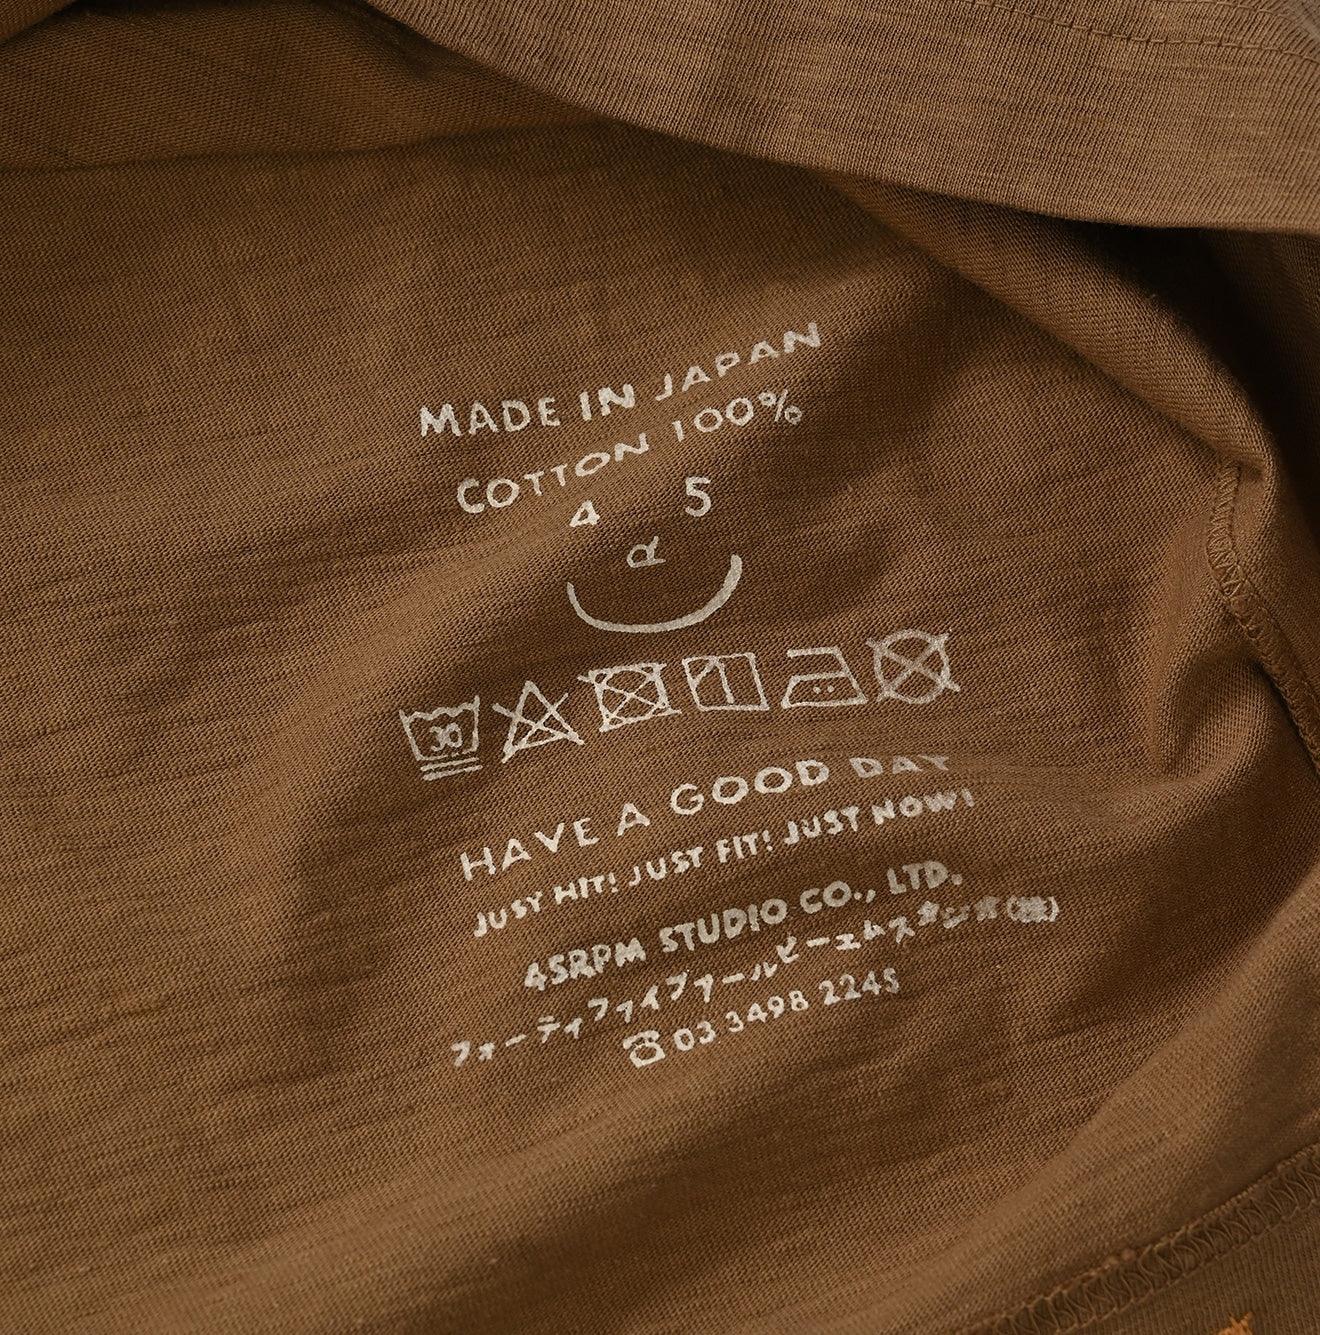 MADE IN JAPAN
COTTON 100%
4 5
R
30
HAVE A GOOD DAY
JUST HIT! JUST FIT! JUST NOW!
45RPM STUDIO CO., LTD.
フォーティファイブアールピーエムスタジオ(株)
☎03 3498 2245